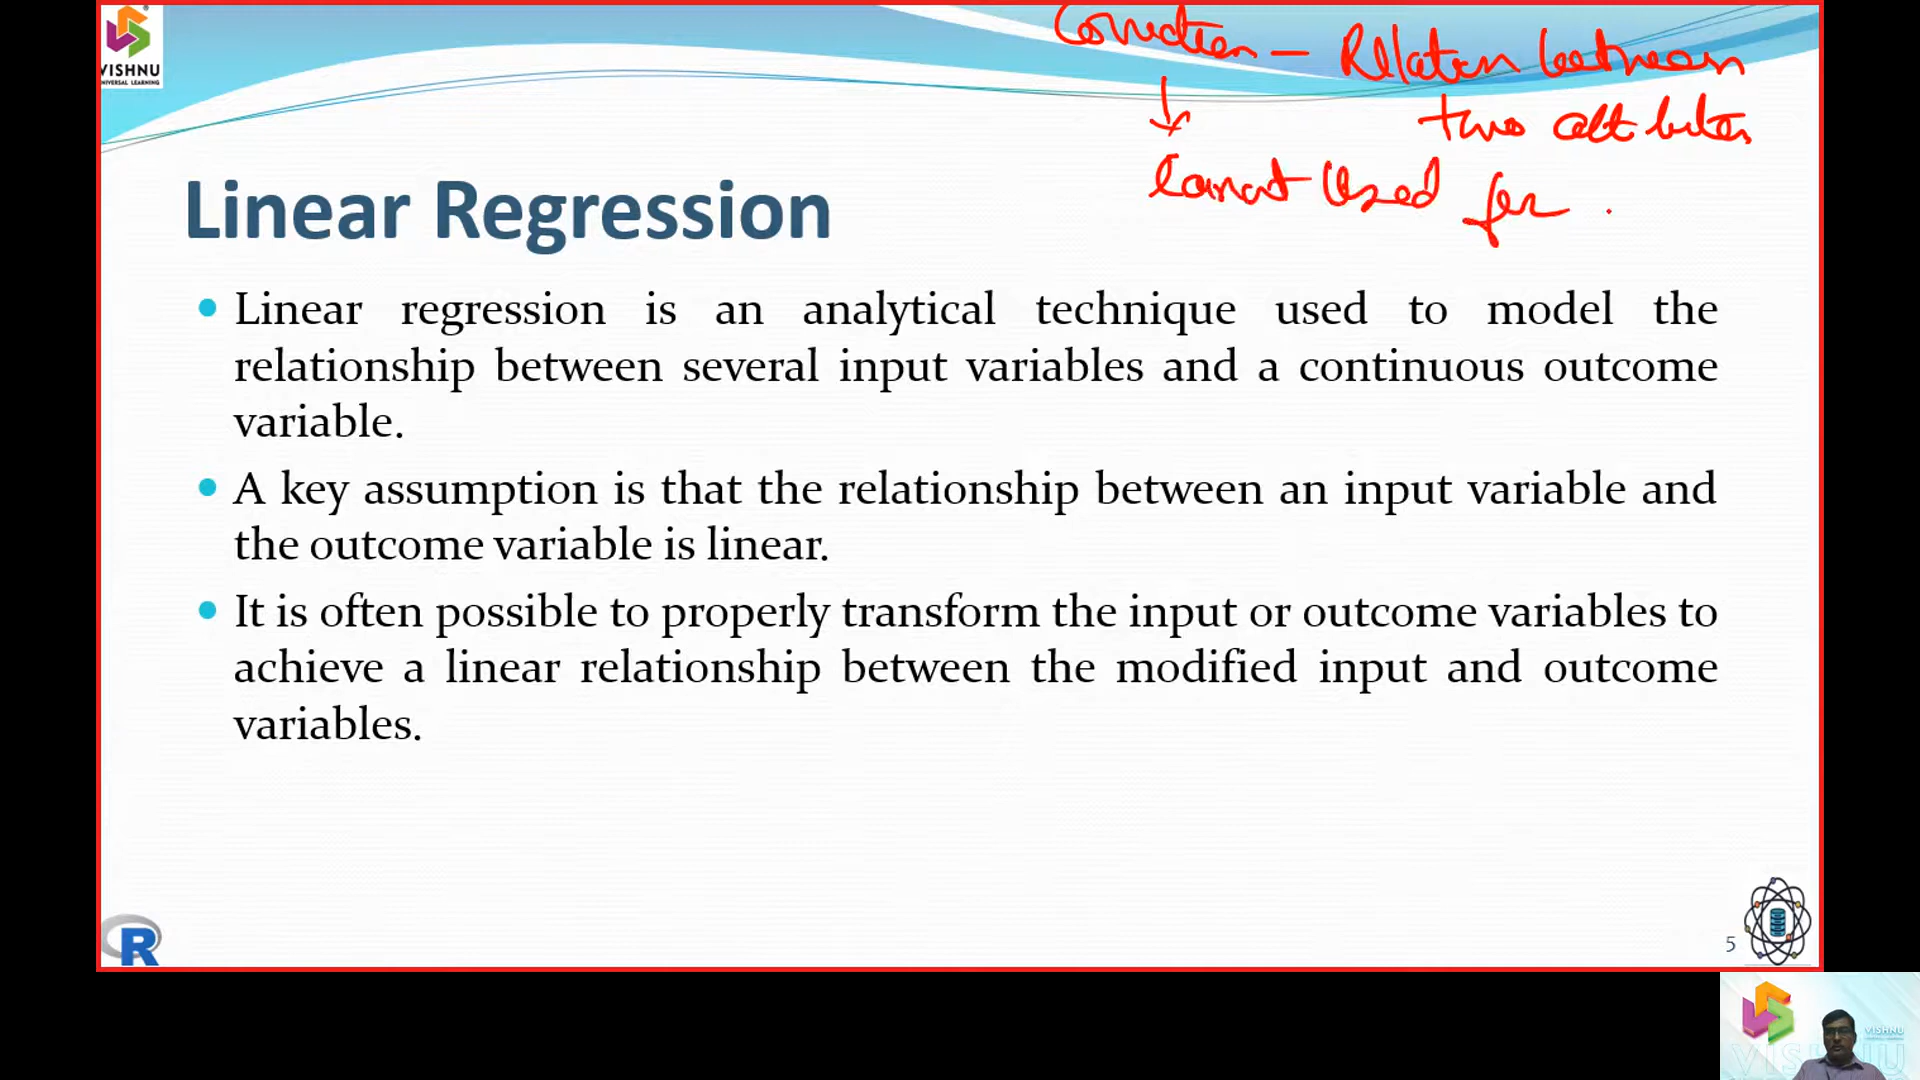 VISHNU
UNIVERSAL LEARNING
Correlation – Relation between
two attributes
Cannot Used for
Linear Regression
• Linear regression is an analytical technique used to model the
relationship between several input variables and a continuous outcome
variable.
• A key assumption is that the relationship between an input variable and
the outcome variable is linear.
• It is often possible to properly transform the input or outcome variables to
achieve a linear relationship between the modified input and outcome
variables.
R
5
VISHNU